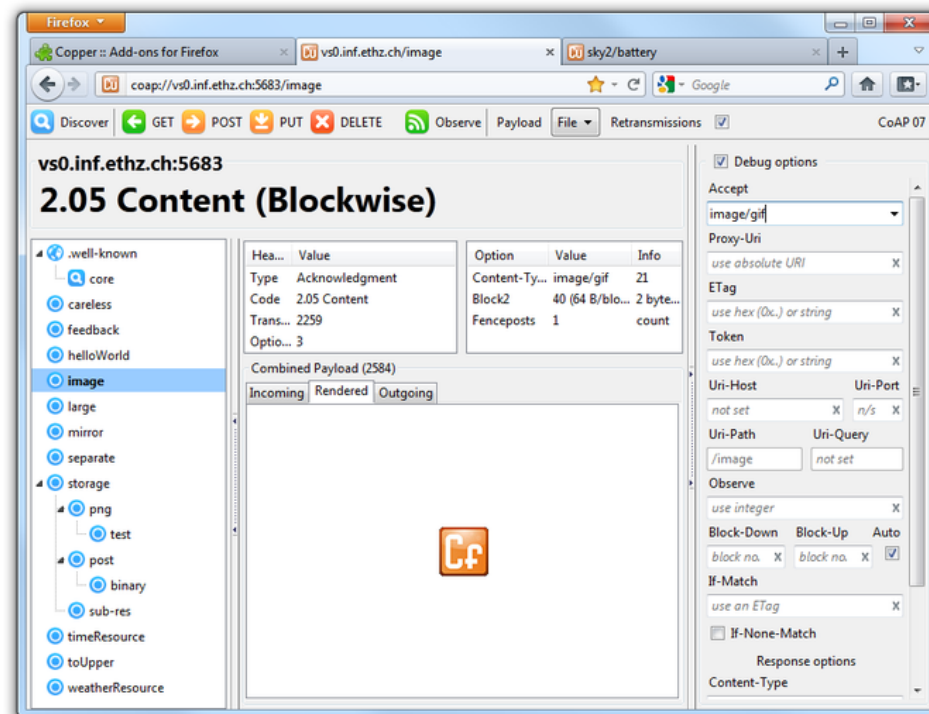 Firefox
Copper :: Add-ons for Firefox
vs0.inf.ethz.ch/image
sky2/battery
coap://vs0.inf.ethz.ch:5683/image
Google
Discover GET POST PUT DELETE Observe Payload File Retransmissions CoAP 07
vs0.inf.ethz.ch:5683
2.05 Content (Blockwise)
.well-known
core
careless
feedback
helloWorld
image
large
mirror
separate
storage
png
test
post
binary
sub-res
timeResource
toUpper
weatherResource
Hea... Value
Type Acknowledgment
Code 2.05 Content
Trans... 2259
Optio... 3
Option Value Info
Content-Ty... image/gif 21
Block2 40 (64 B/blo... 2 byte...
Fenceposts 1 count
Combined Payload (2584)
Incoming Rendered Outgoing
Cf
Debug options
Accept
image/gif
Proxy-Uri
use absolute URI
ETag
use hex (0x..) or string
Token
use hex (0x..) or string
Uri-Host Uri-Port
not set n/s
Uri-Path Uri-Query
/image not set
Observe
use integer
Block-Down Block-Up Auto
block no. block no.
If-Match
use an ETag
If-None-Match
Response options
Content-Type